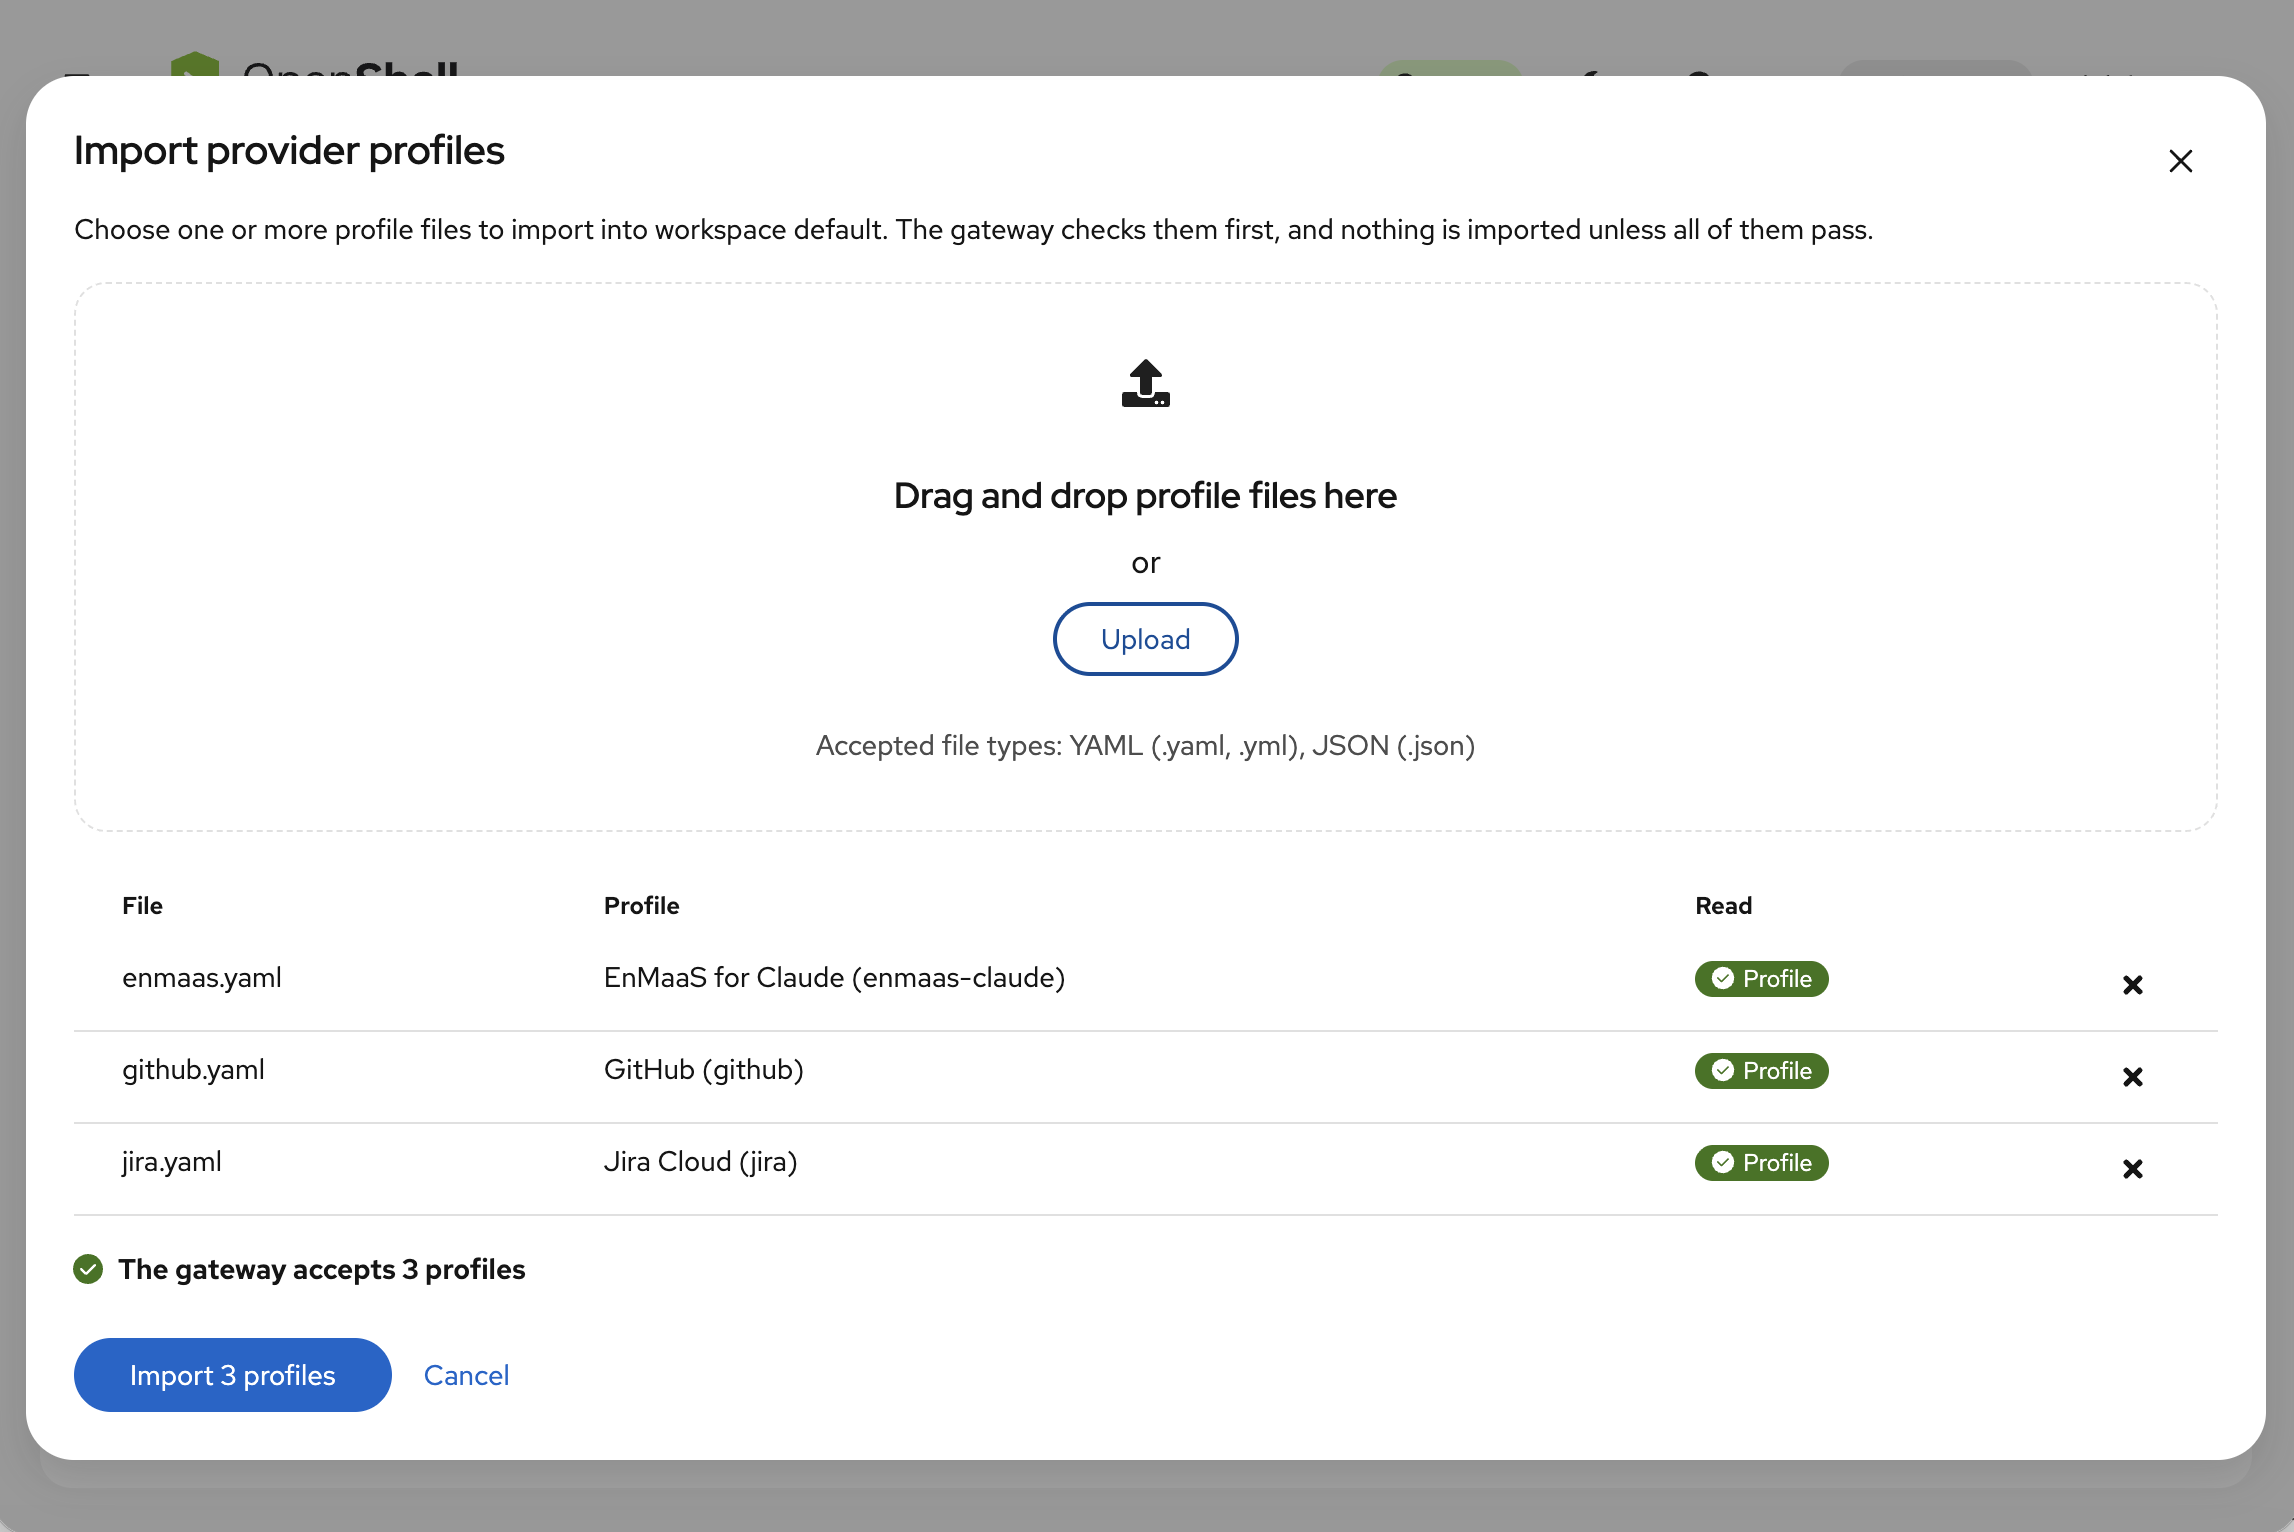 OpenShell
Import provider profiles
Choose one or more profile files to import into workspace default. The gateway checks them first, and nothing is imported unless all of them pass.
Drag and drop profile files here
or
Upload
Accepted file types: YAML (.yaml, .yml), JSON (.json)
File Profile Read
enmaas.yaml EnMaaS for Claude (enmaas-claude) Profile
github.yaml GitHub (github) Profile
jira.yaml Jira Cloud (jira) Profile
The gateway accepts 3 profiles
Import 3 profiles Cancel